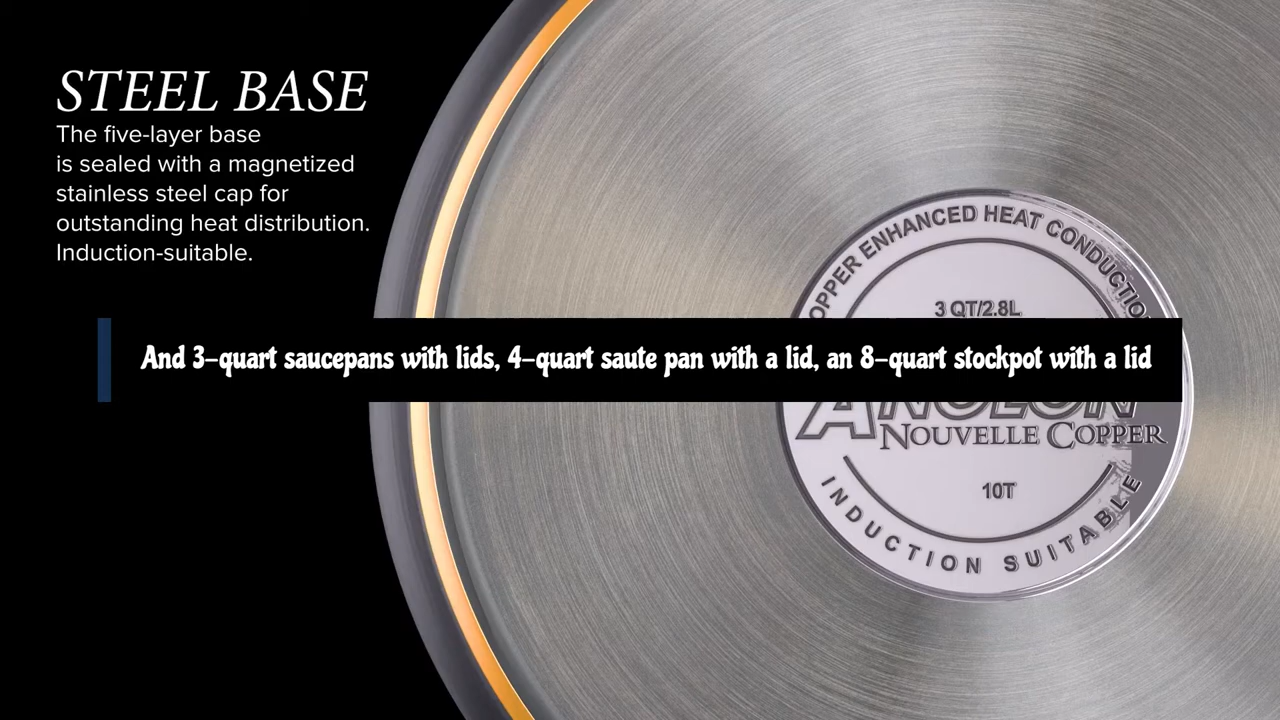 STEEL BASE
The five-layer base
is sealed with a magnetized
stainless steel cap for
outstanding heat distribution.
Induction-suitable.
OPPER ENHANCED HEAT CONDUCTION
3 QT/2.8L
And 3-quart saucepans with lids, 4-quart saute pan with a lid, an 8-quart stockpot with a lid
ANOLON
NOUVELLE COPPER
10T
INDUCTION SUITABLE